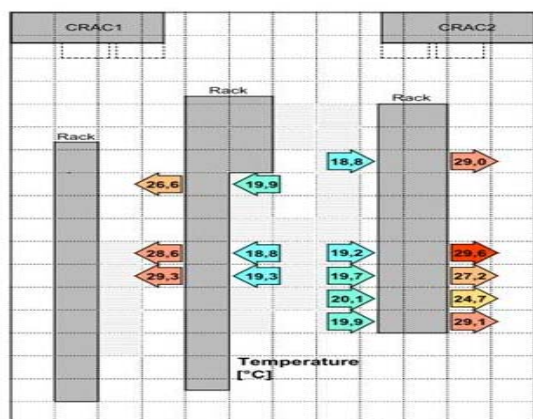 CRAC1 CRAC2
Rack
Rack
Rack
18,8 29,0
26,6 19,9
28,6 18,8 19,2 29,6
29,3 19,3 19,7 27,2
20,1 24,7
19,9 29,1
Temperature
[°C]